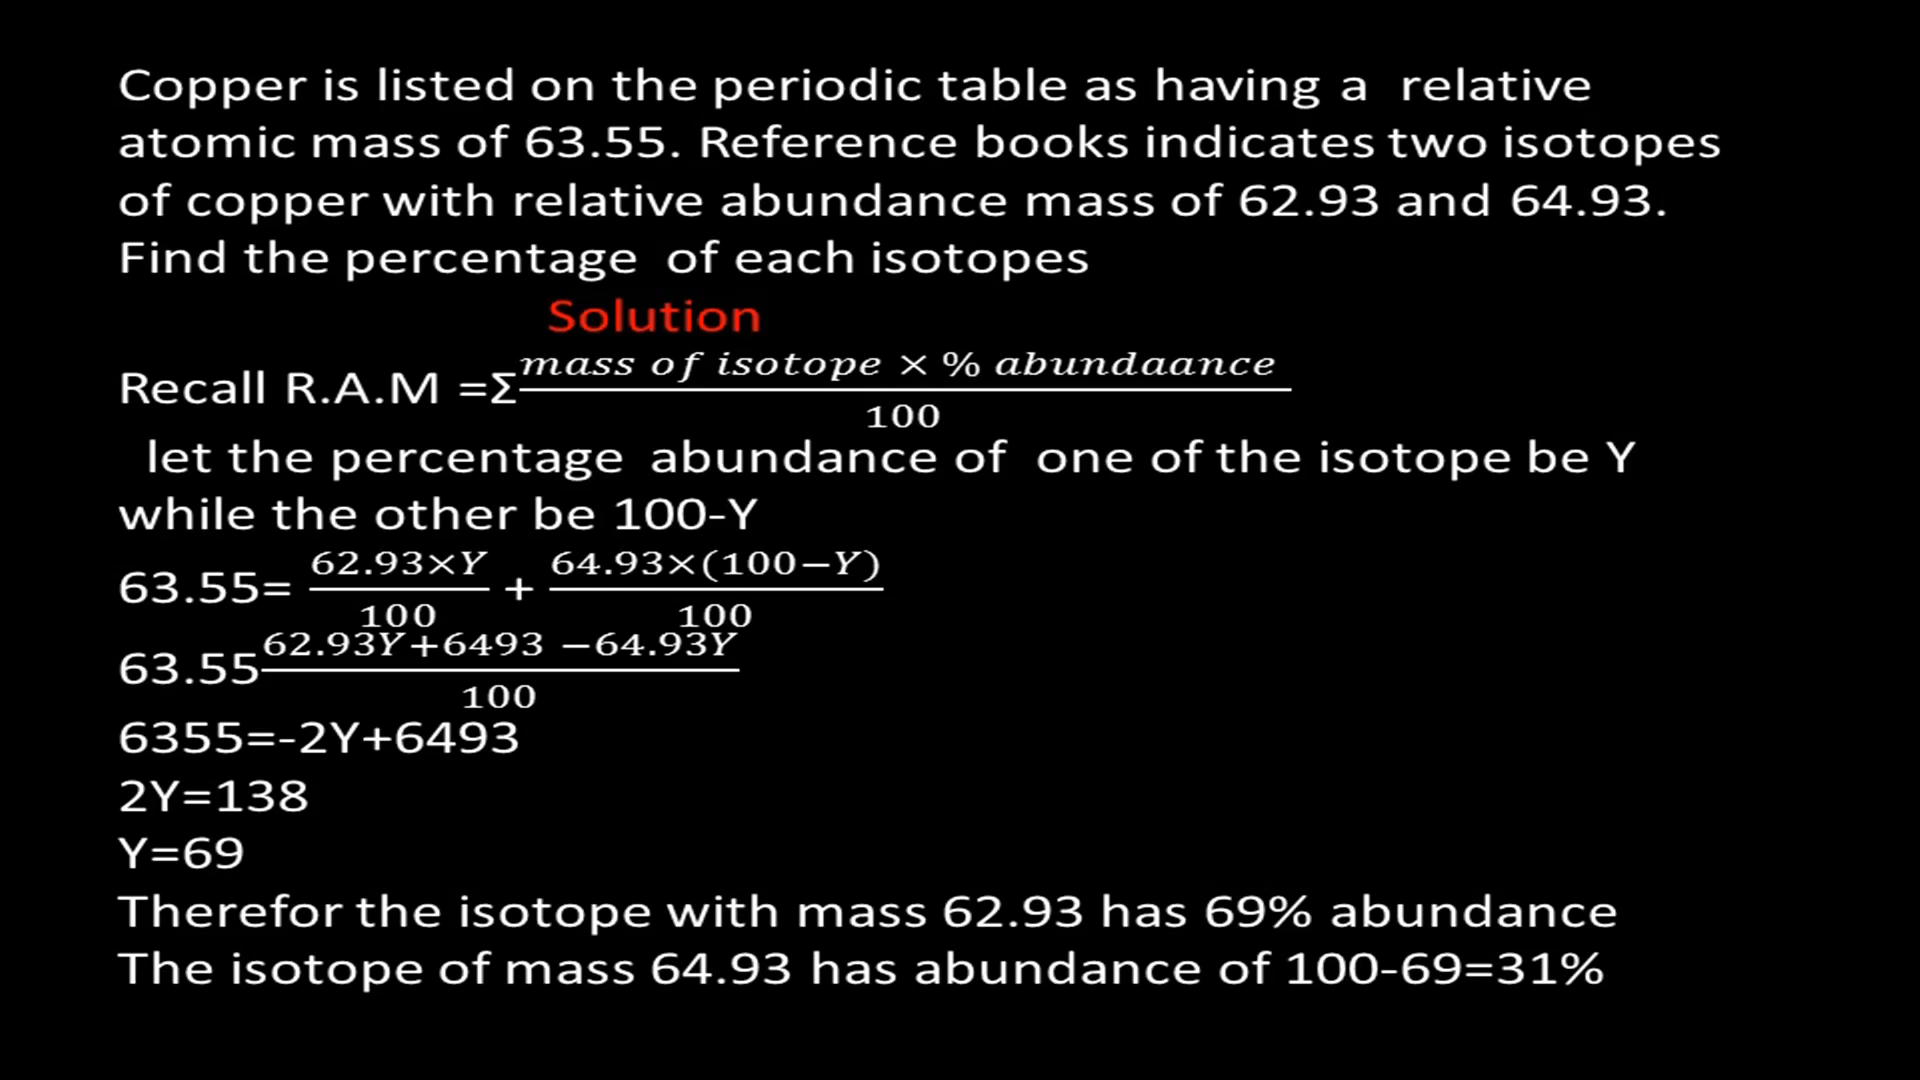 Copper is listed on the periodic table as having a relative
atomic mass of 63.55. Reference books indicates two isotopes
of copper with relative abundance mass of 62.93 and 64.93.
Find the percentage of each isotopes
Solution
Recall R.A.M =Σ\frac{mass of isotope × % abundaance}{100}
let the percentage abundance of one of the isotope be Y
while the other be 100-Y
63.55= \frac{62.93×Y}{100} + \frac{64.93×(100−Y)}{100}
63.55\frac{62.93Y+6493 −64.93Y}{100}
6355=-2Y+6493
2Y=138
Y=69
Therefor the isotope with mass 62.93 has 69% abundance
The isotope of mass 64.93 has abundance of 100-69=31%